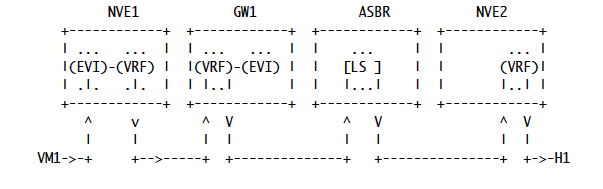 NVE1              GW1             ASBR             NVE2
    +------------+  +------------+  +------------+  +------------+
    | ...   ...  |  | ...   ...  |  |    ...     |  |       ... |
    |(EVI)-(VRF) |  |(VRF)-(EVI) |  |   [LS ]    |  |      (VRF)|
    | .|.   .|.  |  | |..|       |  |   |...|    |  |      |..| |
    +------------+  +------------+  +------------+  +------------+
       ^     v         ^  V             ^   V               ^  V
       |     |         |  |             |   |               |  |
VM1->-+     +-->-----+  +---------------+   +---------------+  +->-H1